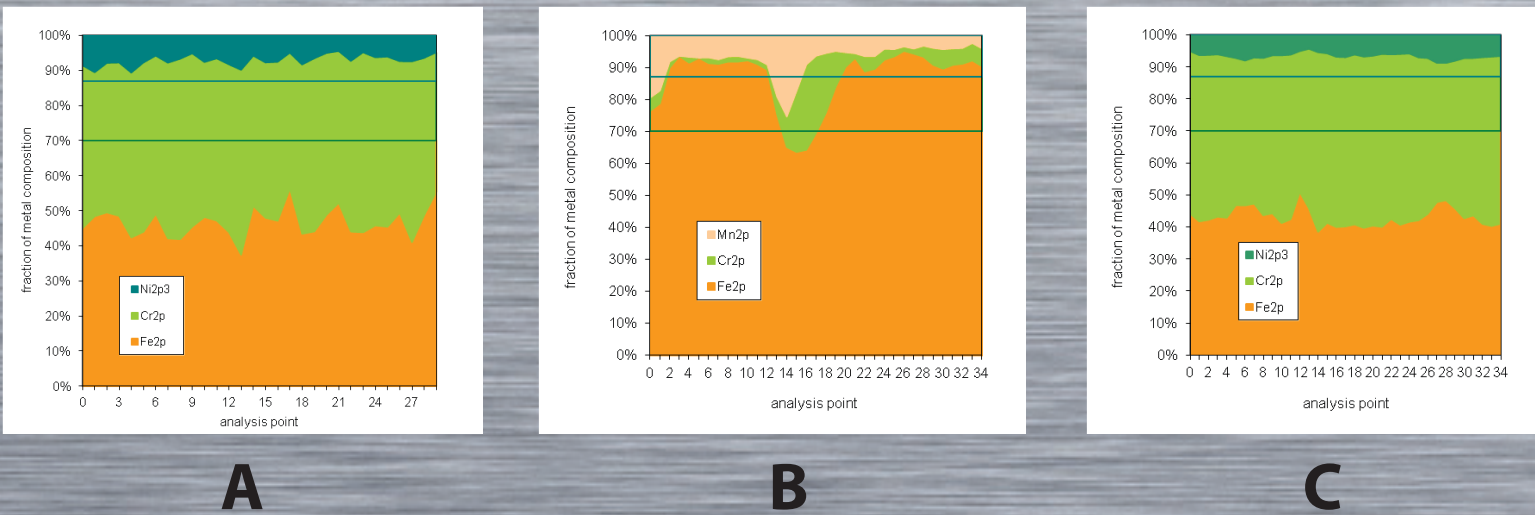 fraction of metal composition
100%
90%
80%
70%
60%
50%
40%
30%
20%
10%
0%
Ni2p3
Cr2p
Fe2p
0 3 6 9 12 15 18 21 24 27
analysis point
A
fraction of metal composition
100%
90%
80%
70%
60%
50%
40%
30%
20%
10%
0%
Mn2p
Cr2p
Fe2p
0 2 4 6 8 10 12 14 16 18 20 22 24 26 28 30 32 34
analysis point
B
fraction of metal composition
100%
90%
80%
70%
60%
50%
40%
30%
20%
10%
0%
Ni2p3
Cr2p
Fe2p
0 2 4 6 8 10 12 14 16 18 20 22 24 26 28 30 32 34
analysis point
C